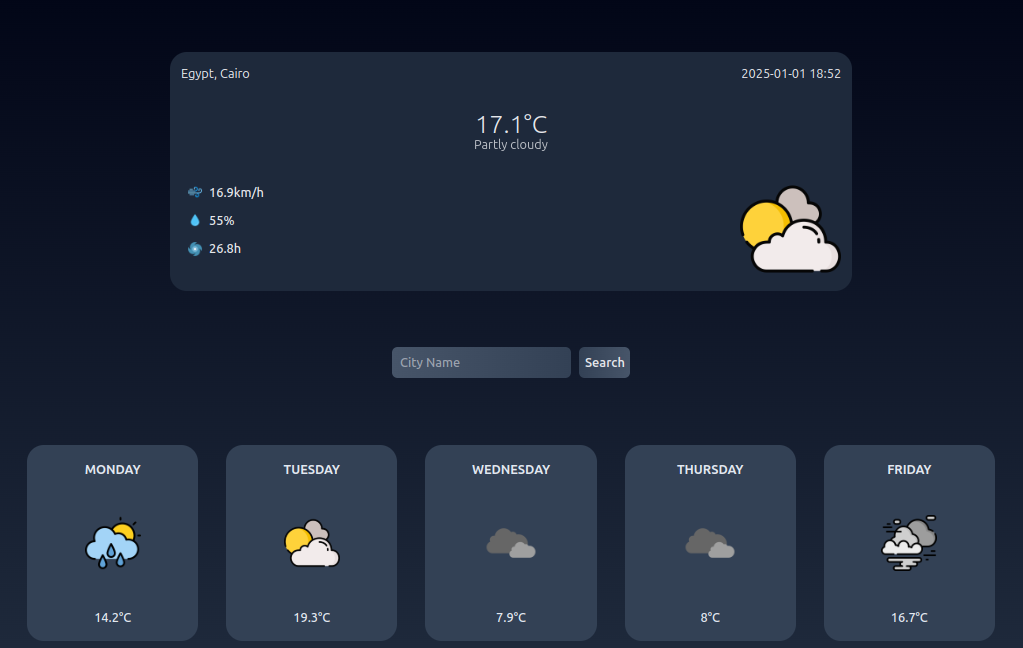 Egypt, Cairo
2025-01-01 18:52
17.1°C
Partly cloudy
16.9km/h
55%
26.8h
City Name
Search
MONDAY
14.2°C
TUESDAY
19.3°C
WEDNESDAY
7.9°C
THURSDAY
8°C
FRIDAY
16.7°C